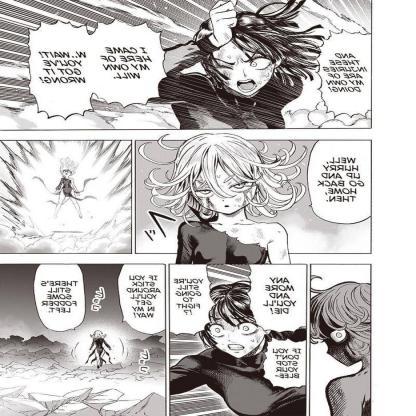 W..WAIT!
YOU'VE
GOT IT
WRONG!
I CAME
HERE OF
MY OWN
WILL
AND
THESE
INJURIES
ARE OF
MY OWN
DOING!
WELL,
HURRY
UP AND
GO BACK
HOME,
THEN.
THERE'S
STILL
SOME
FODDER
LEFT.
IF YOU
STICK
AROUND
YOU'LL
GET IN MY
WAY!
YOU'RE
STILL
GOING
TO
FIGHT
!?
IF YOU
DON'T
STOP
YOUR
BLEE-
ANY
MORE
AND
YOU'LL
DIE!